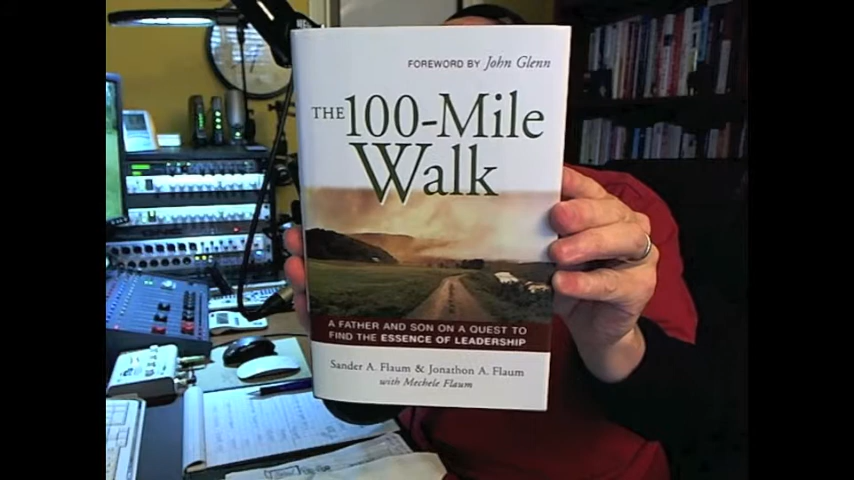 FOREWORD BY John Glenn
THE 100-Mile
Walk
A FATHER AND SON ON A QUEST TO
FIND THE ESSENCE OF LEADERSHIP
Sander A. Flaum & Jonathon A. Flaum
with Mechele Flaum